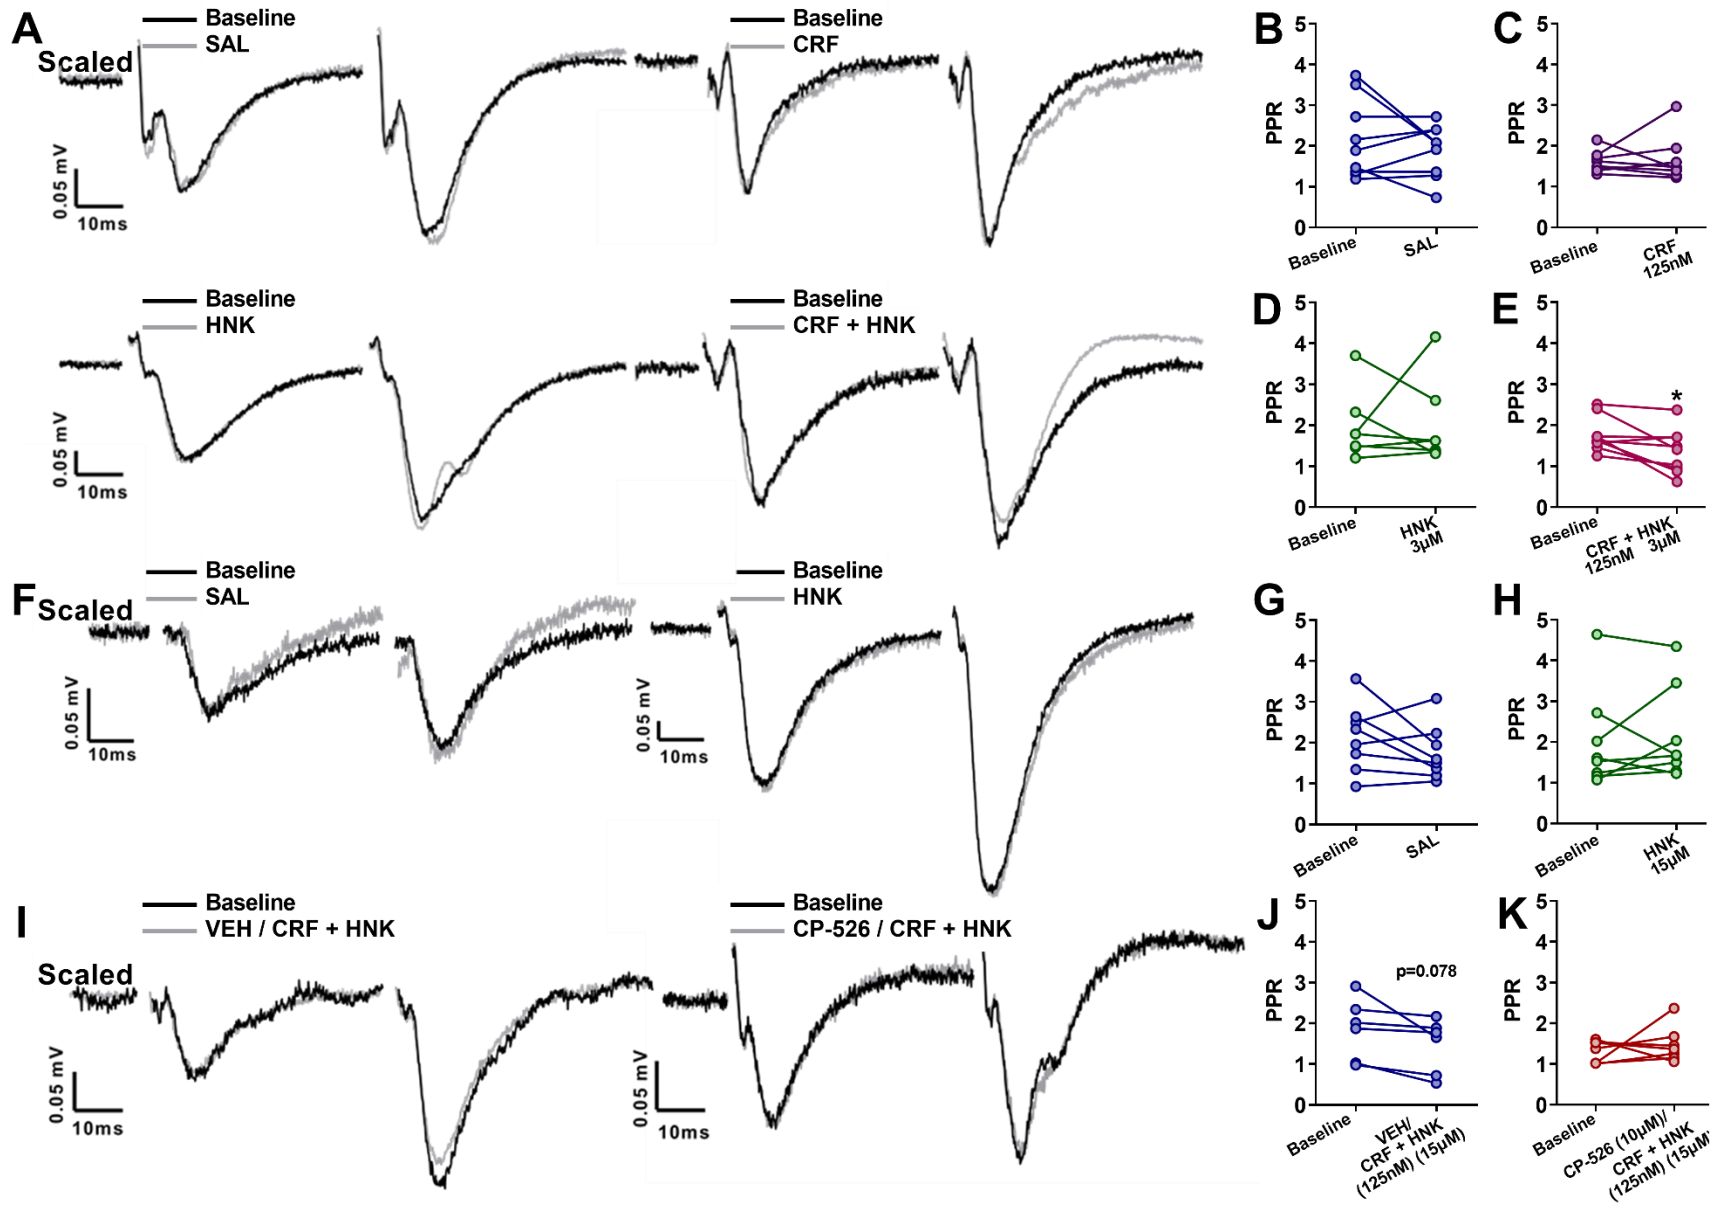 A
Baseline
SAL
Scaled
0.05 mV
10ms
Baseline
CRF
B
5
4
3
2
1
0
PPR
Baseline
SAL
C
5
4
3
2
1
0
PPR
Baseline
CRF
125nM
Baseline
HNK
0.05 mV
10ms
Baseline
CRF + HNK
D
5
4
3
2
1
0
PPR
Baseline
HNK
3μM
E
5
4
3
2
1
0
PPR
*
Baseline
CRF + HNK
125nM 3μM
F
Scaled
Baseline
SAL
0.05 mV
10ms
Baseline
HNK
0.05 mV
10ms
G
5
4
3
2
1
0
PPR
Baseline
SAL
H
5
4
3
2
1
0
PPR
Baseline
HNK
15μM
I
Scaled
Baseline
VEH / CRF + HNK
0.05 mV
10ms
Baseline
CP-526 / CRF + HNK
0.05 mV
10ms
J
5
4
3
2
1
0
PPR
p=0.078
Baseline
VEH/
CRF + HNK
(125nM) (15μM)
K
5
4
3
2
1
0
PPR
Baseline
CP-526 (10μM)/
CRF + HNK
(125nM) (15μM